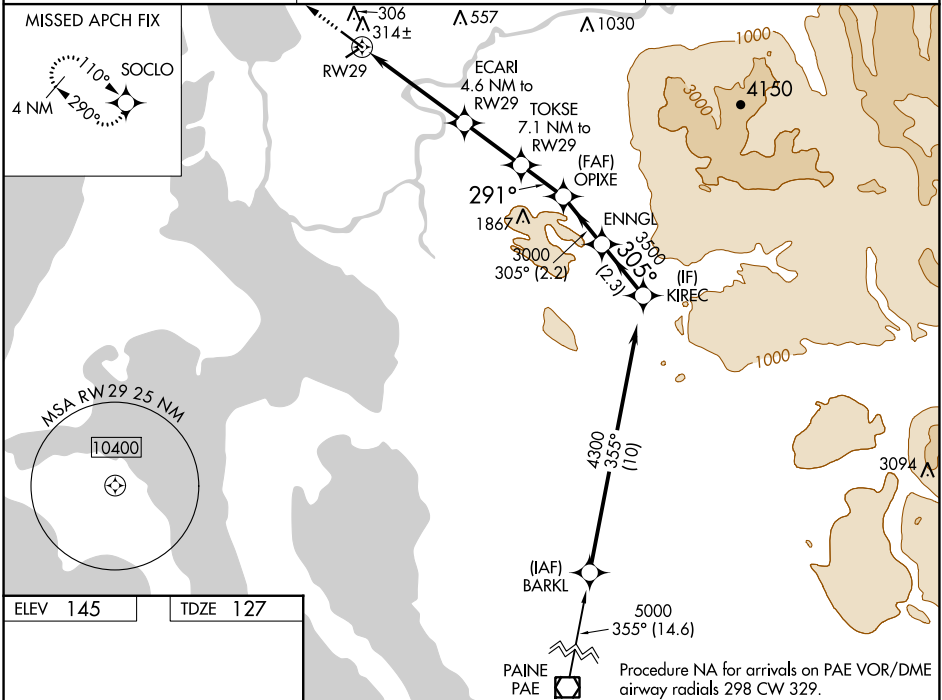 MISSED APCH FIX
110°
SOCLO
4 NM
290°
306
314±
557
1030
RW29
ECARI
4.6 NM to
RW29
TOKSE
7.1 NM to
RW29
(FAF)
OPIXE
291°
1867
ENNGL
3000
305° (2.2)
3500
305°
(2.3)
(IF)
KIREC
1000
3000
4150
1000
MSA RW29 25 NM
10400
4300
355°
(10)
3094
(IAF)
BARKL
ELEV 145
TDZE 127
5000
355° (14.6)
PAINE
PAE
Procedure NA for arrivals on PAE VOR/DME
airway radials 298 CW 329.